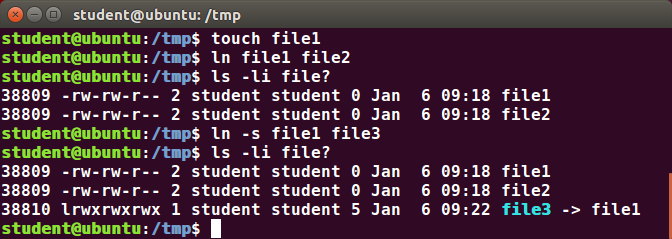 student@ubuntu: /tmp
student@ubuntu:/tmp$ touch file1
student@ubuntu:/tmp$ ln file1 file2
student@ubuntu:/tmp$ ls -li file?
38809 -rw-rw-r-- 2 student student 0 Jan  6 09:18 file1
38809 -rw-rw-r-- 2 student student 0 Jan  6 09:18 file2
student@ubuntu:/tmp$ ln -s file1 file3
student@ubuntu:/tmp$ ls -li file?
38809 -rw-rw-r-- 2 student student 0 Jan  6 09:18 file1
38809 -rw-rw-r-- 2 student student 0 Jan  6 09:18 file2
38810 lrwxrwxrwx 1 student student 5 Jan  6 09:22 file3 -> file1
student@ubuntu:/tmp$